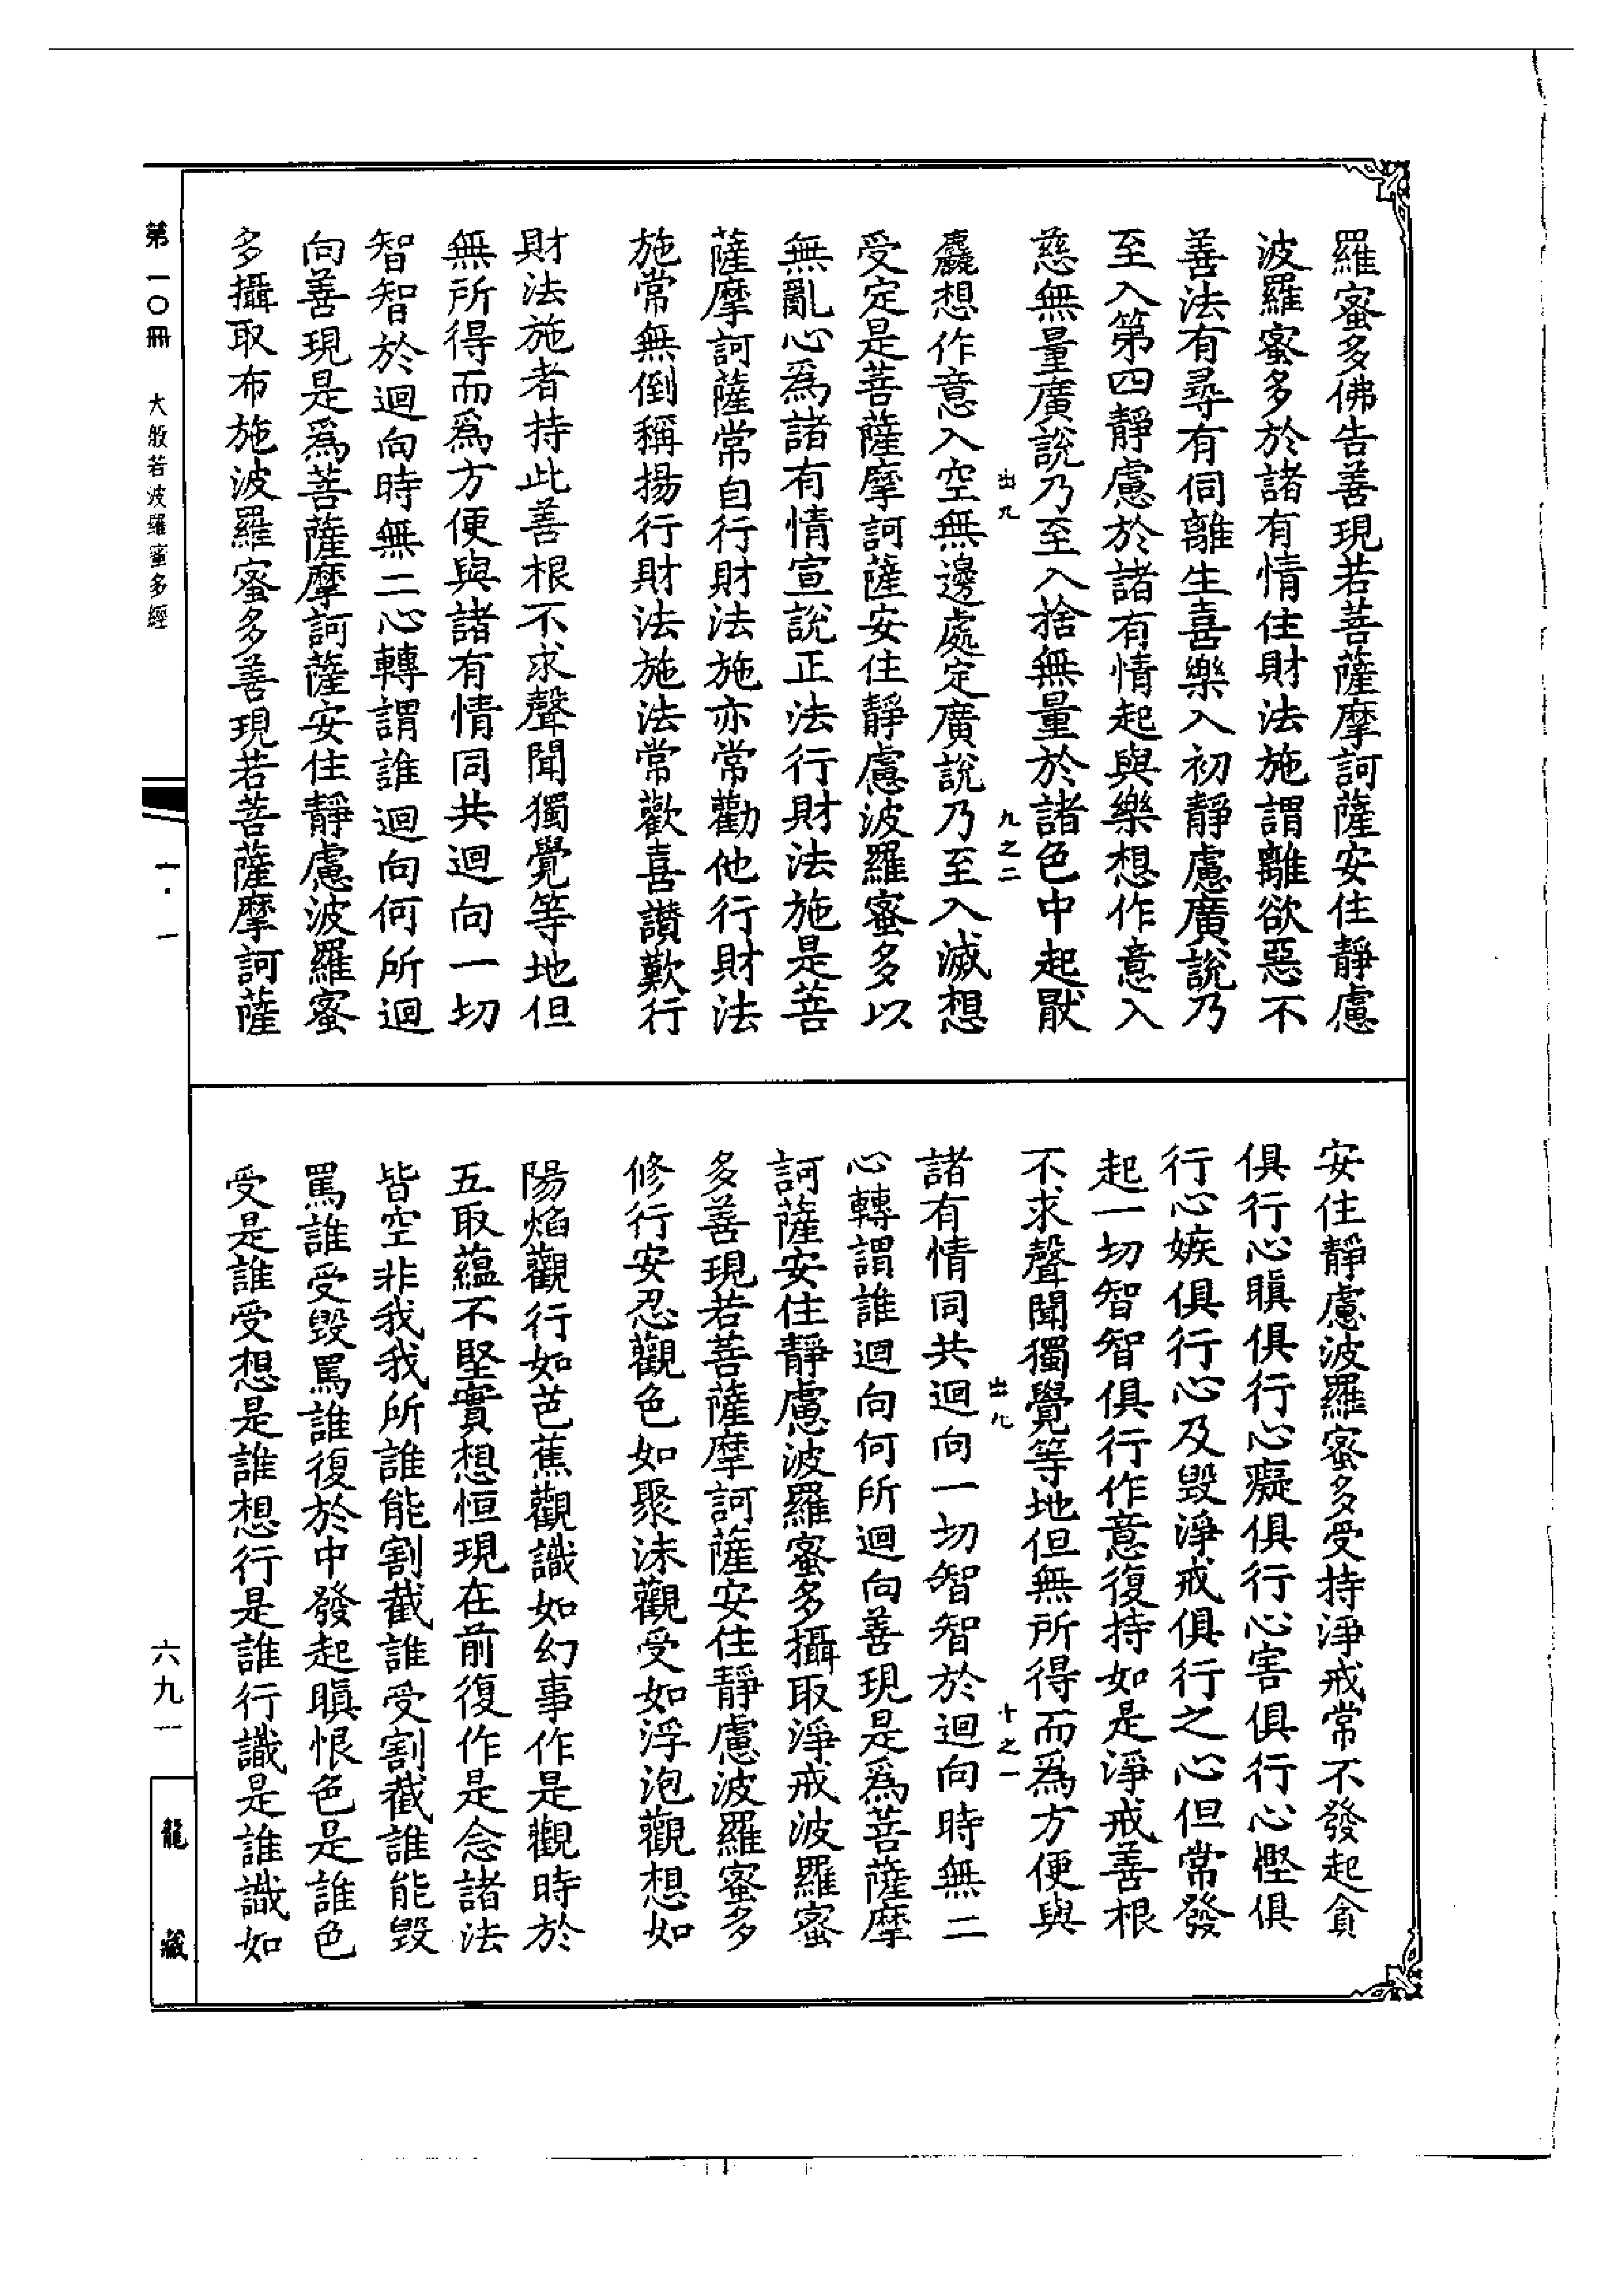 羅蜜多佛告善現若菩薩摩訶薩安住靜慮
波羅蜜多於諸有情住財法施謂離欲惡不
善法有尋有伺離生喜樂入初靜慮廣說乃
至入第四靜慮於諸有情起與樂想作意入
慈無量廣說乃至入捨無量於諸色中起猒
出九
九之二
麤想作意入空無邊處定廣說乃至入滅想
受定是菩薩摩訶薩安住靜慮波羅蜜多以
無亂心爲諸有情宣說正法行財法施是菩
薩摩訶薩常自行財法施亦常勸他行財法
施常無倒稱揚行財法施法常歡喜讚歎行
財法施者持此善根不求聲聞獨覺等地但
無所得而爲方便與諸有情同共迴向一切
智智於迴向時無二心轉謂誰迴向何所迴
向善現是爲菩薩摩訶薩安住靜慮波羅蜜
多攝取布施波羅蜜多善現若菩薩摩訶薩
安住靜慮波羅蜜多受持淨戒常不發起貪
俱行心瞋俱行心癡俱行心害俱行心慳俱
行心嫉俱行心及毀淨戒俱行之心但常發
起一切智智俱行作意復持如是淨戒善根
不求聲聞獨覺等地但無所得而爲方便與
出九
十之一
諸有情同共迴向一切智智於迴向時無二
心轉謂誰迴向何所迴向善現是爲菩薩摩
訶薩安住靜慮波羅蜜多攝取淨戒波羅蜜
多善現若菩薩摩訶薩安住靜慮波羅蜜多
修行安忍觀色如聚沫觀受如浮泡觀想如
陽焰觀行如芭蕉觀識如幻事作是觀時於
五取蘊不堅實想恒現在前復作是念諸法
皆空非我我所誰能割截誰受割截誰能毀
罵誰受毀罵誰復於中發起瞋恨色是誰色
受是誰受想是誰想行是誰行識是誰識如
第一〇冊
大般若波羅蜜多經
一·一
六九一
龍藏